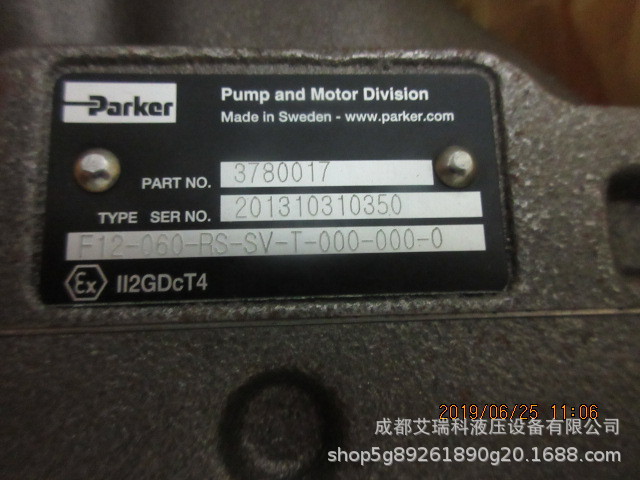 Parker
Pump and Motor Division
Made in Sweden - www.parker.com
PART NO. 3780017
TYPE SER NO. 201310310350
F12-060-RS-SV-T-000-000-0
Ex II2GDcT4
2019/06/25 11:06
成都艾瑞科液压设备有限公司
shop5g89261890g20.1688.com